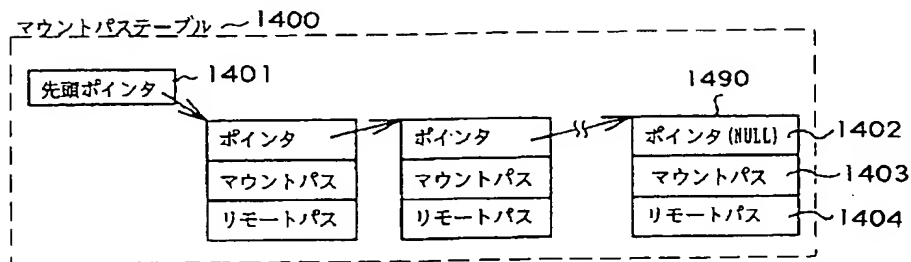 マウントパステーブル 1400
先頭ポインタ 1401
1490
ポインタ ポインタ ポインタ(NULL) 1402
マウントパス マウントパス マウントパス 1403
リモートパス リモートパス リモートパス 1404